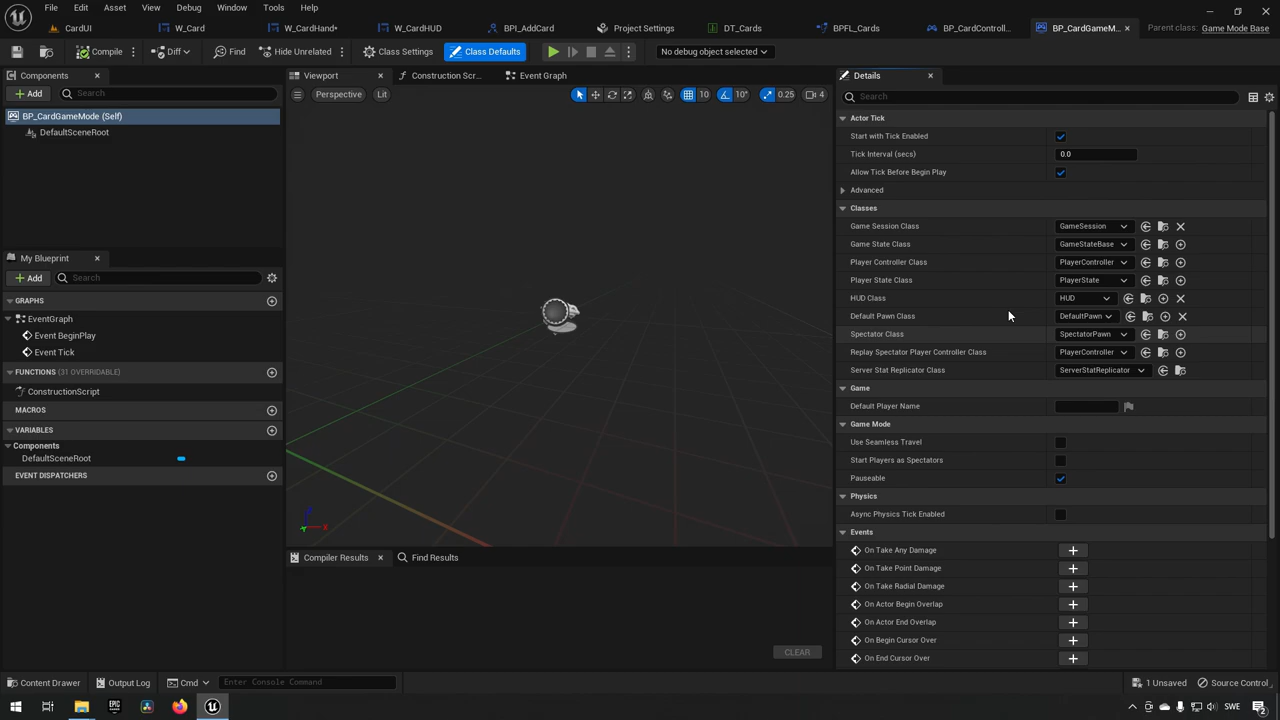 File Edit Asset View Debug Window Tools Help
CardUI W_Card W_CardHand* W_CardHUD BPI_AddCard Project Settings DT_Cards BPFL_Cards BP_CardControll... BP_CardGameM... Parent class: Game Mode Base
Compile Diff Find Hide Unrelated Class Settings Class Defaults No debug object selected
Components Viewport Construction Scr... Event Graph Details
Add Search
Perspective Lit 10 10° 0.25 4
Search
BP_CardGameMode (Self)
DefaultSceneRoot
My Blueprint
Add Search
GRAPHS
EventGraph
Event BeginPlay
Event Tick
FUNCTIONS (31 OVERRIDABLE)
ConstructionScript
MACROS
VARIABLES
Components
DefaultSceneRoot
EVENT DISPATCHERS
Z
X
Y
Compiler Results Find Results
CLEAR
Actor Tick
Start with Tick Enabled
Tick Interval (secs) 0.0
Allow Tick Before Begin Play
Advanced
Classes
Game Session Class GameSession
Game State Class GameStateBase
Player Controller Class PlayerController
Player State Class PlayerState
HUD Class HUD
Default Pawn Class DefaultPawn
Spectator Class SpectatorPawn
Replay Spectator Player Controller Class PlayerController
Server Stat Replicator Class ServerStatReplicator
Game
Default Player Name
Game Mode
Use Seamless Travel
Start Players as Spectators
Pauseable
Physics
Async Physics Tick Enabled
Events
On Take Any Damage
On Take Point Damage
On Take Radial Damage
On Actor Begin Overlap
On Actor End Overlap
On Begin Cursor Over
On End Cursor Over
Content Drawer Output Log Cmd Enter Console Command 1 Unsaved Source Control
SWE